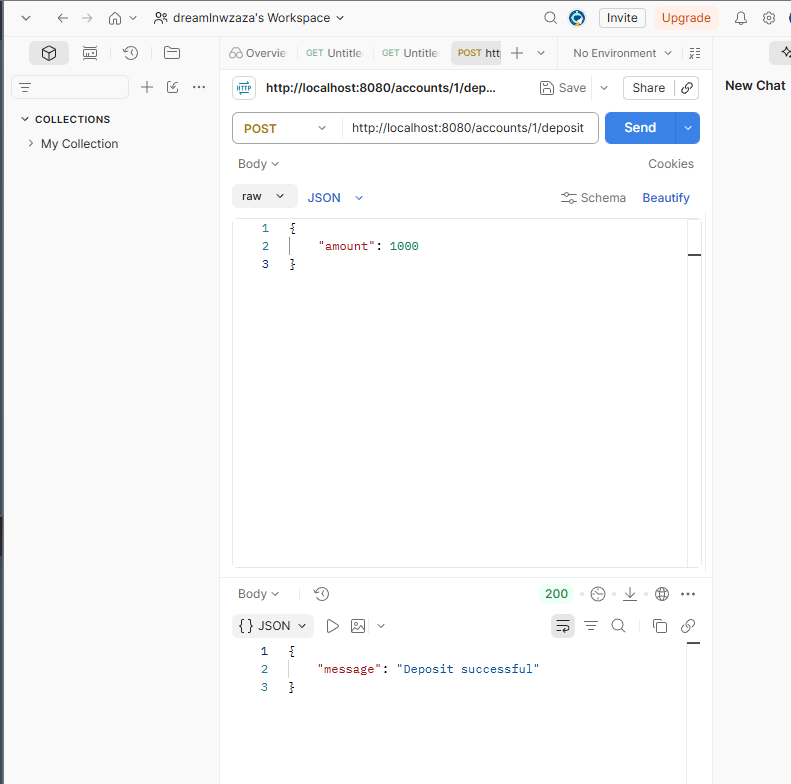 dreamlnwzaza's Workspace
Invite
Upgrade
Overvie
GET Untitle
GET Untitle
POST htt
No Environment
HTTP
http://localhost:8080/accounts/1/dep...
Save
Share
New Chat
COLLECTIONS
My Collection
POST
http://localhost:8080/accounts/1/deposit
Send
Body
Cookies
raw
JSON
Schema
Beautify
1 {
2 "amount": 1000
3 }
Body
200
{} JSON
1 {
2 "message": "Deposit successful"
3 }